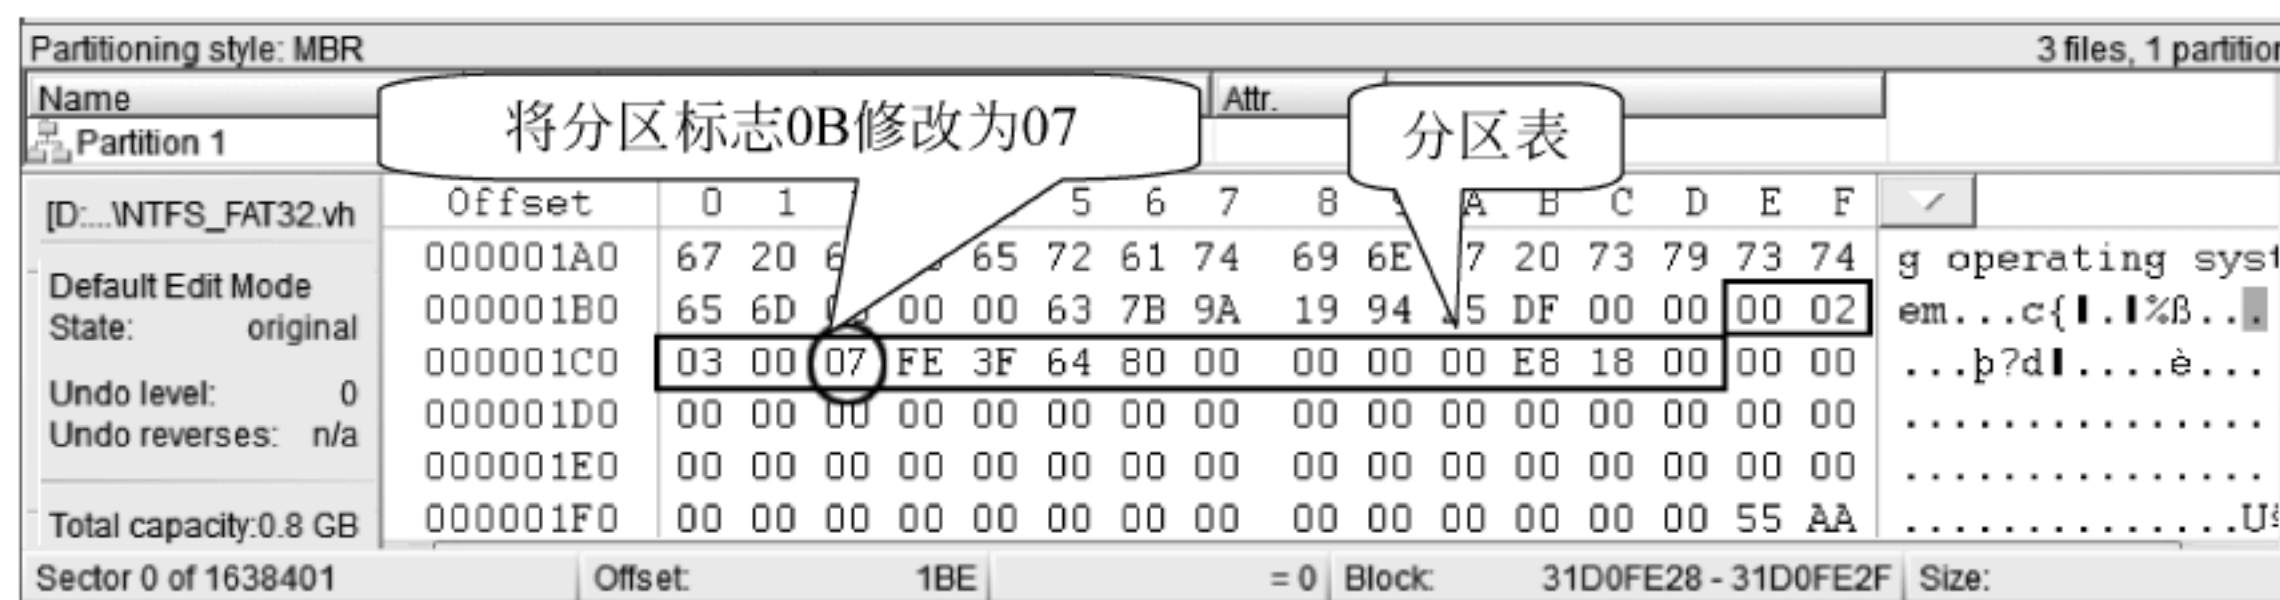 Partitioning style: MBR 3 files, 1 partition
Name Attr.
Partition 1
将分区标志0B修改为07
分区表
[D:...\NTFS_FAT32.vh
Default Edit Mode
State: original
Undo level: 0
Undo reverses: n/a
Total capacity:0.8 GB
Offset 0 1 5 6 7 8 9 A B C D E F
000001A0 67 20 65 72 61 74 69 6E 20 73 79 73 74 g operating syst
000001B0 65 6D 00 00 63 7B 9A 19 94 DF 00 00 00 02 em...c{▌.▌%ß...
000001C0 03 00 07 FE 3F 64 80 00 00 00 00 E8 18 00 00 00 ...þ?d▌....è...
000001D0 00 00 00 00 00 00 00 00 00 00 00 00 00 00 00 00 ...............
000001E0 00 00 00 00 00 00 00 00 00 00 00 00 00 00 00 00 ...............
000001F0 00 00 00 00 00 00 00 00 00 00 00 00 00 00 55 AA ..............U
Sector 0 of 1638401 Offset: 1BE = 0 Block: 31D0FE28 - 31D0FE2F Size: